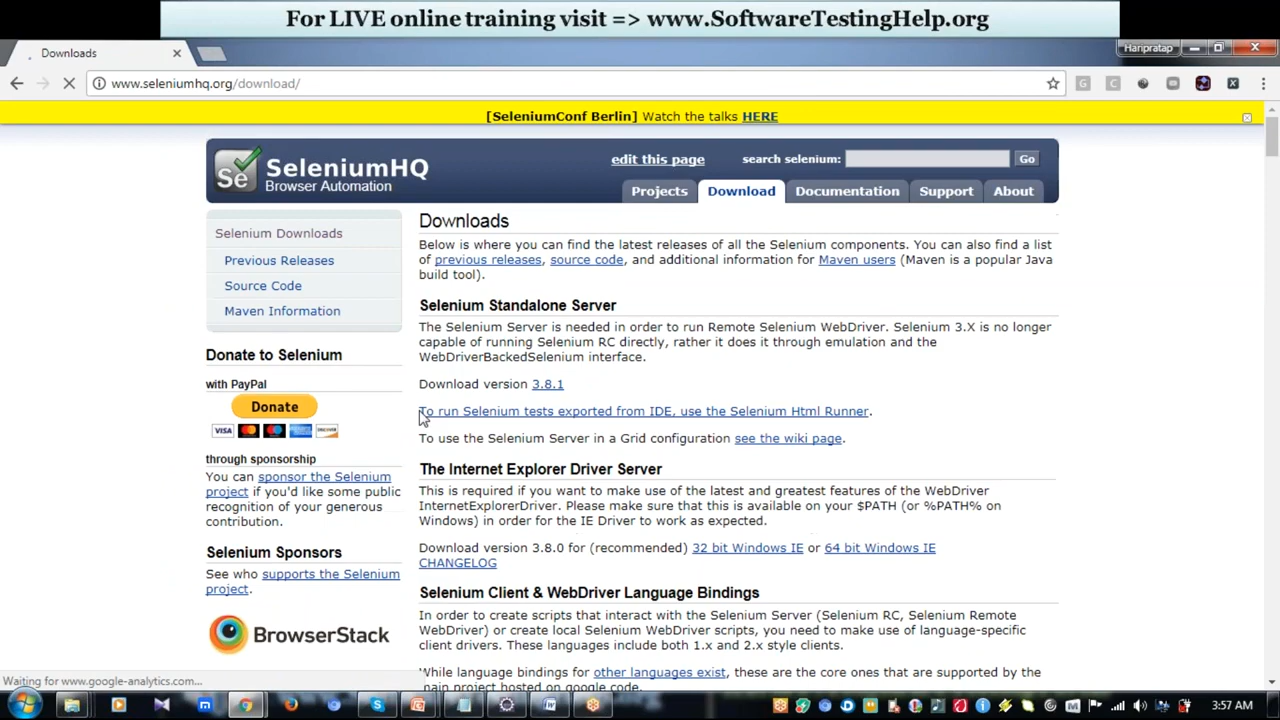 For LIVE online training visit => www.SoftwareTestingHelp.org
Downloads
Haripratap
www.seleniumhq.org/download/
[SeleniumConf Berlin] Watch the talks HERE
Se
SeleniumHQ
Browser Automation
edit this page
search selenium:
Go
Projects
Download
Documentation
Support
About
Selenium Downloads
Previous Releases
Source Code
Maven Information
Donate to Selenium
with PayPal
Donate
VISA
through sponsorship
You can sponsor the Selenium
project if you'd like some public
recognition of your generous
contribution.
Selenium Sponsors
See who supports the Selenium
project.
BrowserStack
Downloads
Below is where you can find the latest releases of all the Selenium components. You can also find a list
of previous releases, source code, and additional information for Maven users (Maven is a popular Java
build tool).
Selenium Standalone Server
The Selenium Server is needed in order to run Remote Selenium WebDriver. Selenium 3.X is no longer
capable of running Selenium RC directly, rather it does it through emulation and the
WebDriverBackedSelenium interface.
Download version 3.8.1
To run Selenium tests exported from IDE, use the Selenium Html Runner.
To use the Selenium Server in a Grid configuration see the wiki page.
The Internet Explorer Driver Server
This is required if you want to make use of the latest and greatest features of the WebDriver
InternetExplorerDriver. Please make sure that this is available on your $PATH (or %PATH% on
Windows) in order for the IE Driver to work as expected.
Download version 3.8.0 for (recommended) 32 bit Windows IE or 64 bit Windows IE
CHANGELOG
Selenium Client & WebDriver Language Bindings
In order to create scripts that interact with the Selenium Server (Selenium RC, Selenium Remote
WebDriver) or create local Selenium WebDriver scripts, you need to make use of language-specific
client drivers. These languages include both 1.x and 2.x style clients.
While language bindings for other languages exist, these are the core ones that are supported by the
main project hosted on google code.
Waiting for www.google-analytics.com...
3:57 AM